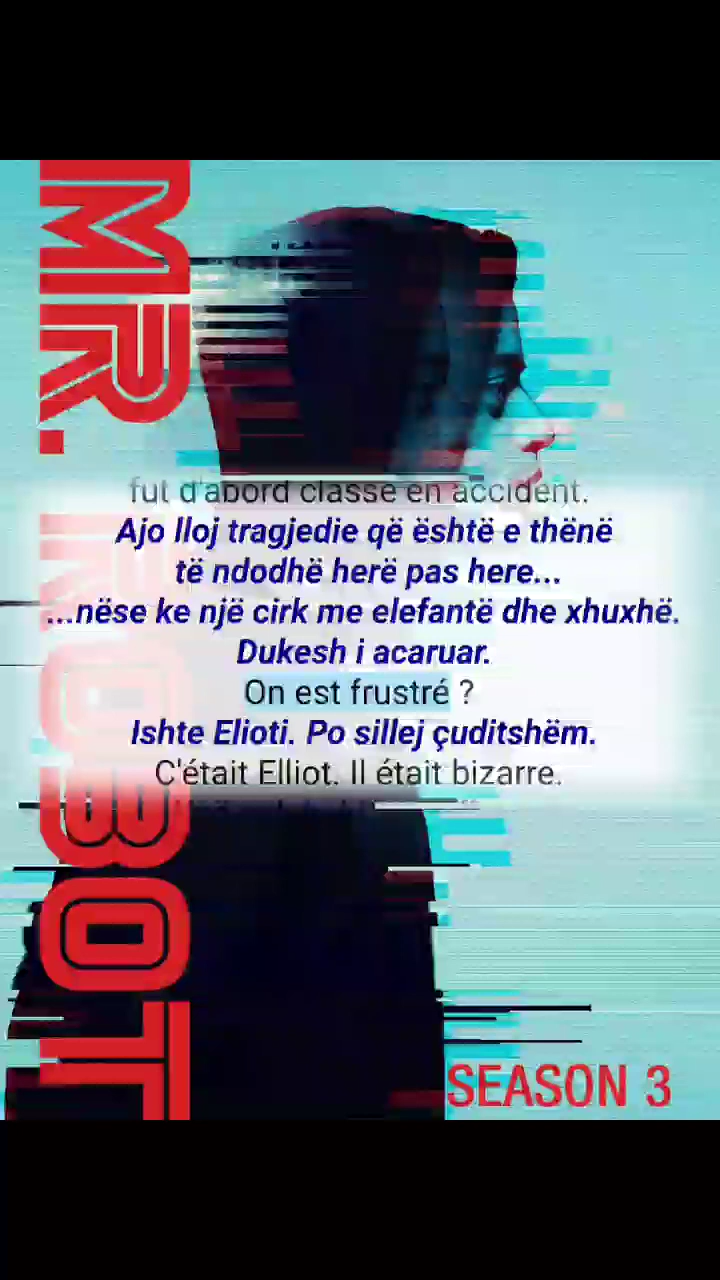 MR. ROBOT
fut d'abord classé en accident.
Ajo lloj tragjedie që është e thënë
të ndodhë herë pas here...
...nëse ke një cirk me elefantë dhe xhuxhë.
Dukesh i acaruar.
On est frustré ?
Ishte Elioti. Po sillej çuditshëm.
C'était Elliot. Il était bizarre.
SEASON 3